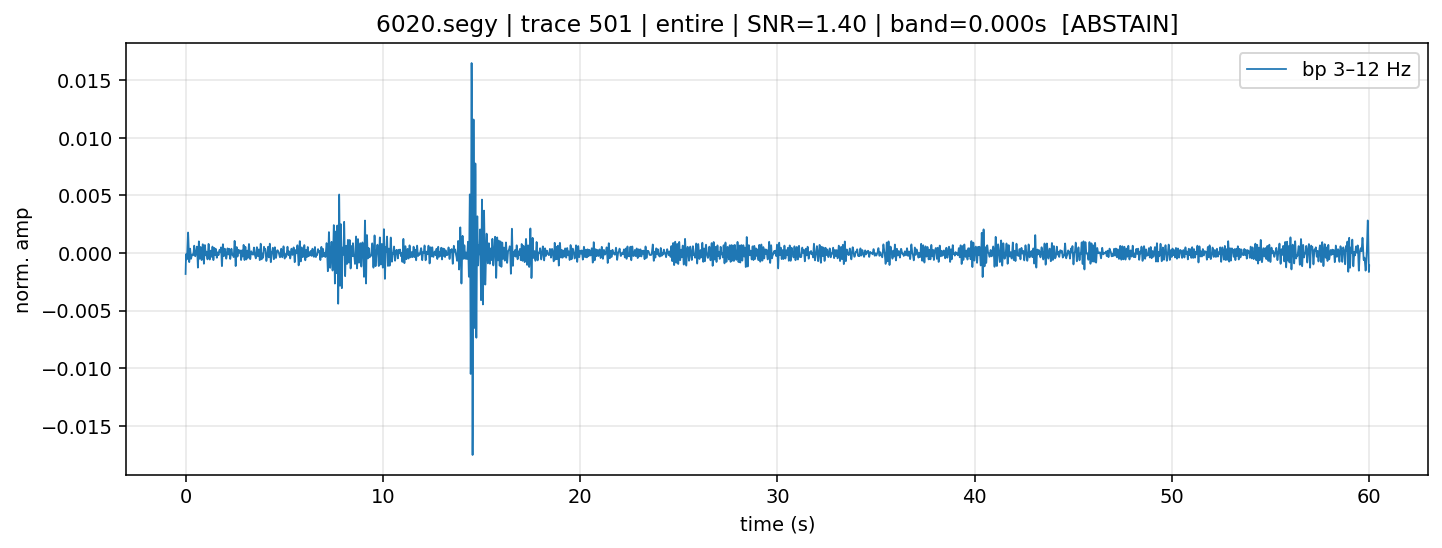 6020.segy | trace 501 | entire | SNR=1.40 | band=0.000s  [ABSTAIN]
bp 3–12 Hz
0.015
0.010
0.005
0.000
−0.005
−0.010
−0.015
norm. amp
0 10 20 30 40 50 60
time (s)